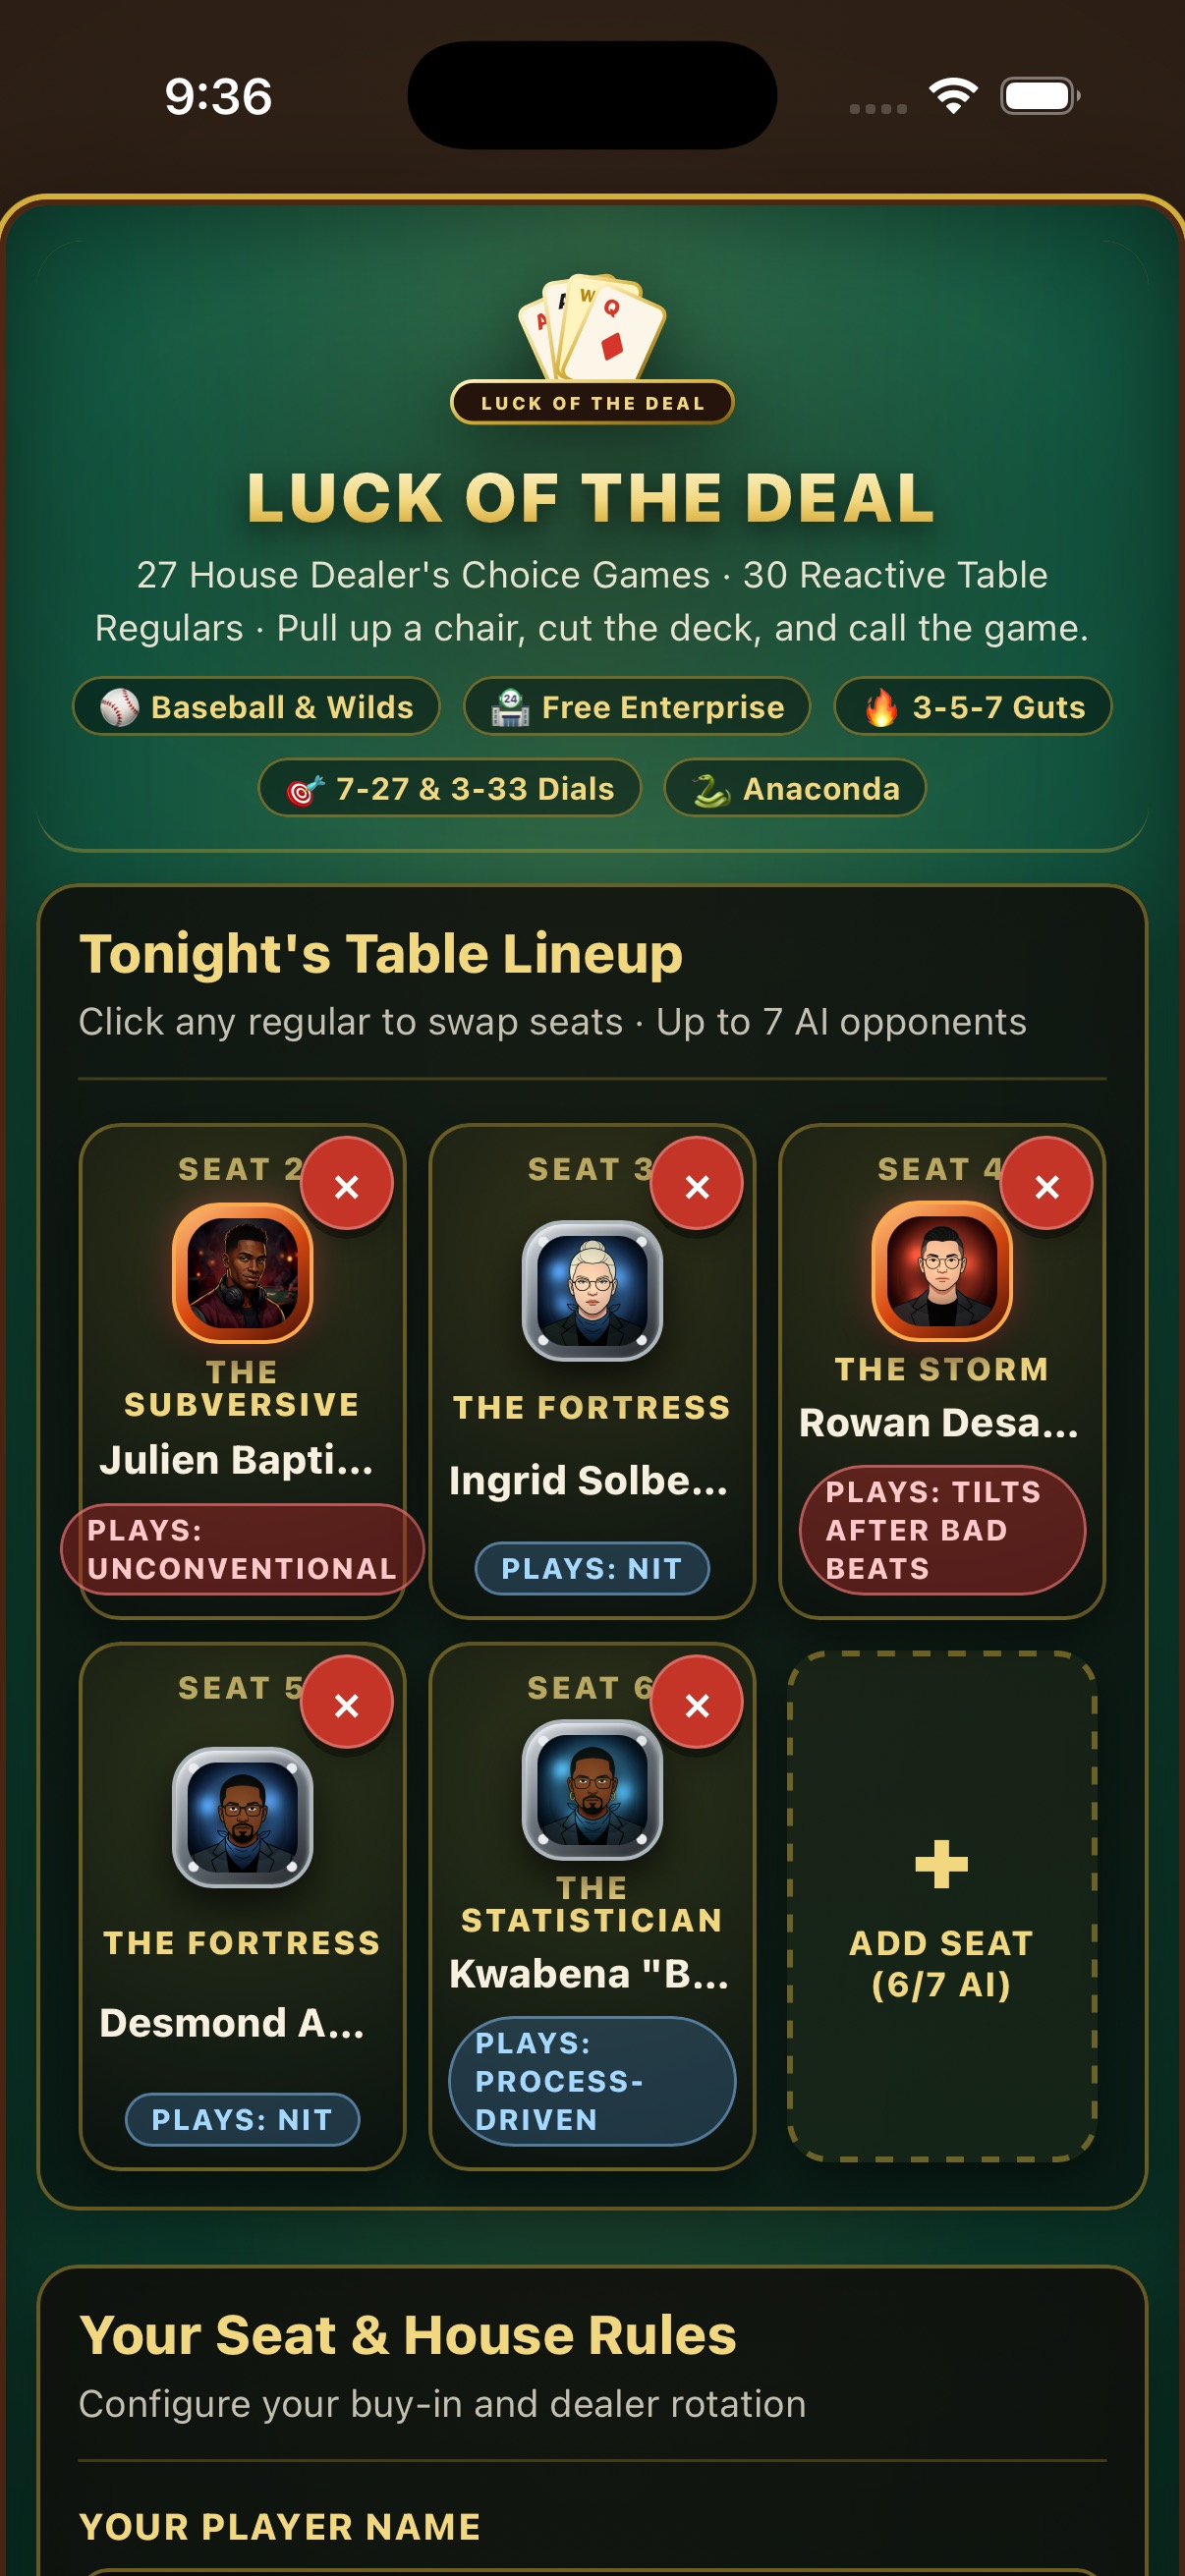 9:36
A
A
W
Q
LUCK OF THE DEAL
LUCK OF THE DEAL
27 House Dealer's Choice Games · 30 Reactive Table
Regulars · Pull up a chair, cut the deck, and call the game.
Baseball & Wilds
24
Free Enterprise
3-5-7 Guts
7-27 & 3-33 Dials
Anaconda
Tonight's Table Lineup
Click any regular to swap seats · Up to 7 AI opponents
SEAT 2
×
THE
SUBVERSIVE
Julien Bapti...
PLAYS:
UNCONVENTIONAL
SEAT 3
×
THE FORTRESS
Ingrid Solbe...
PLAYS: NIT
SEAT 4
×
THE STORM
Rowan Desa...
PLAYS: TILTS
AFTER BAD
BEATS
SEAT 5
×
THE FORTRESS
Desmond A...
PLAYS: NIT
SEAT 6
×
THE
STATISTICIAN
Kwabena "B...
PLAYS:
PROCESS-
DRIVEN
+
ADD SEAT
(6/7 AI)
Your Seat & House Rules
Configure your buy-in and dealer rotation
YOUR PLAYER NAME